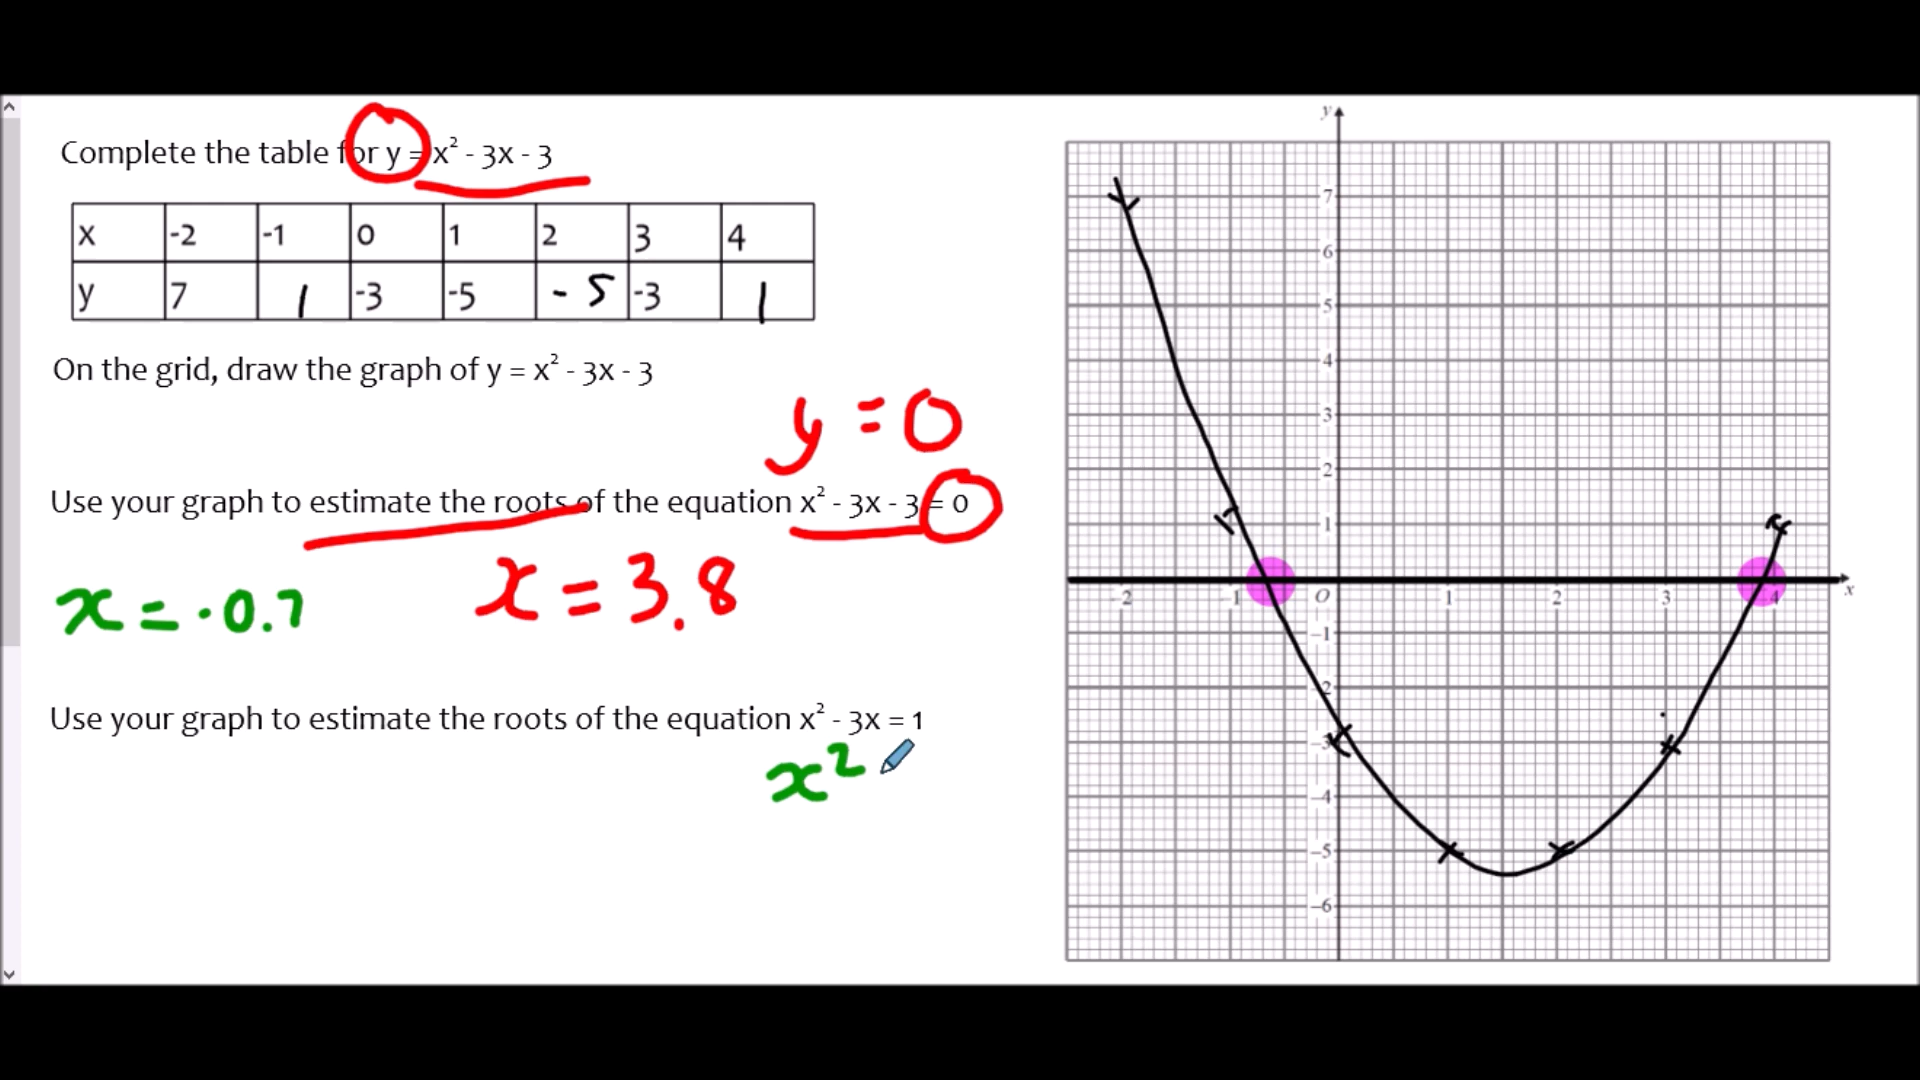 Complete the table for y = x² - 3x - 3
x -2 -1 0 1 2 3 4
y 7 1 -3 -5 -5 -3 1
On the grid, draw the graph of y = x² - 3x - 3
y = 0
Use your graph to estimate the roots of the equation x² - 3x - 3 = 0
x = -0.7 x = 3.8
Use your graph to estimate the roots of the equation x² - 3x = 1
x²
y
7
6
5
4
3
2
1
-2 -1 O 1 2 3 4 x
-1
-2
-3
-4
-5
-6